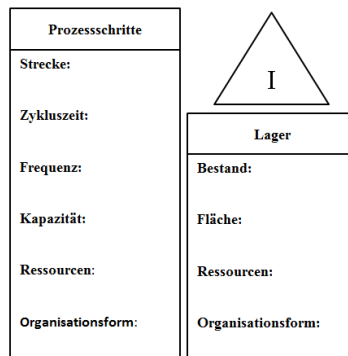 Prozessschritte
Strecke:
Zykluszeit:
Frequenz:
Kapazität:
Ressourcen:
Organisationsform:
I
Lager
Bestand:
Fläche:
Ressourcen:
Organisationsform: